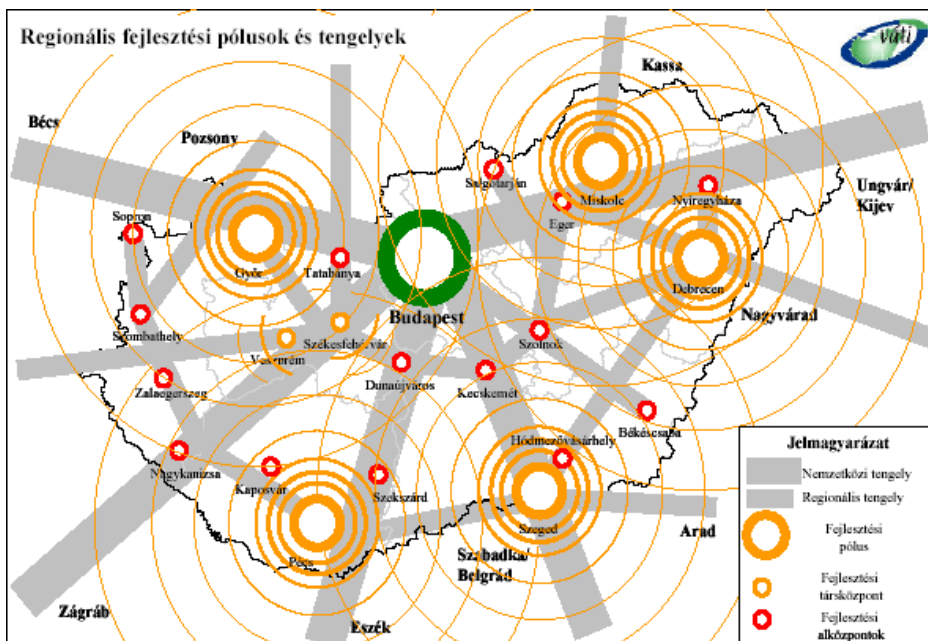 Regionális fejlesztési pólusok és tengelyek
váti
Kassa
Bécs
Pozsony
Salgótarján
Miskolc
Nyíregyháza
Ungvár/
Kijev
Sopron
Eger
Győr
Tatabánya
Debrecen
Budapest
Nagyvárad
Szombathely
Veszprém
Székesfehérvár
Szolnok
Zalaegerszeg
Dunaújváros
Kecskemét
Békéscsaba
Hódmezővásárhely
Nagykanizsa
Kaposvár
Szekszárd
Szeged
Arad
Pécs
Szabadka/
Belgrád
Zágráb
Eszék
Jelmagyarázat
Nemzetközi tengely
Regionális tengely
Fejlesztési
pólus
Fejlesztési
társközpont
Fejlesztési
alközpontok